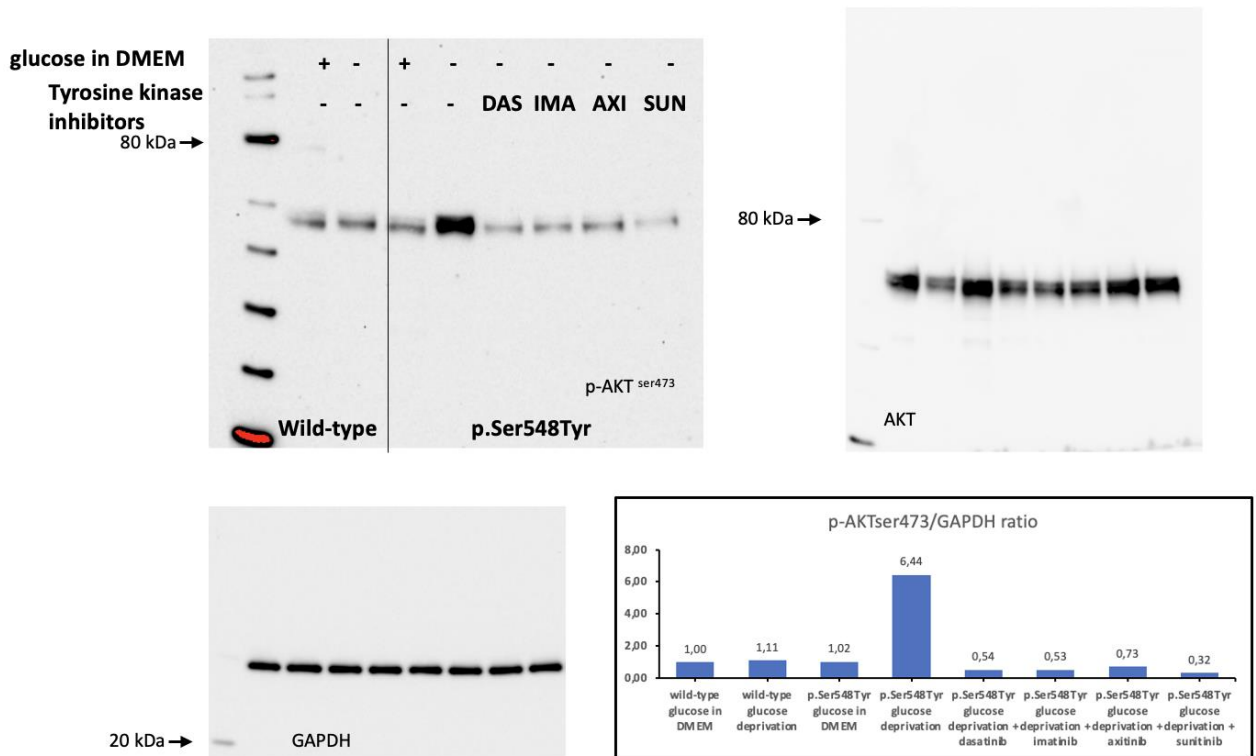 glucose in DMEM + - + - - - - -
Tyrosine kinase
inhibitors - - - - DAS IMA AXI SUN
80 kDa
p-AKT ser473
Wild-type p.Ser548Tyr
80 kDa
AKT
20 kDa
GAPDH
p-AKTser473/GAPDH ratio
8,00
6,00
4,00
2,00
0,00
1,00 1,11 1,02 6,44 0,54 0,53 0,73 0,32
wild-type wild-type p.Ser548Tyr p.Ser548Tyr p.Ser548Tyr p.Ser548Tyr p.Ser548Tyr p.Ser548Tyr
glucose in glucose glucose in glucose glucose glucose glucose glucose
DMEM deprivation DMEM deprivation deprivation + deprivation + deprivation + deprivation +
dasatinib imatinib axitinib sunitinib